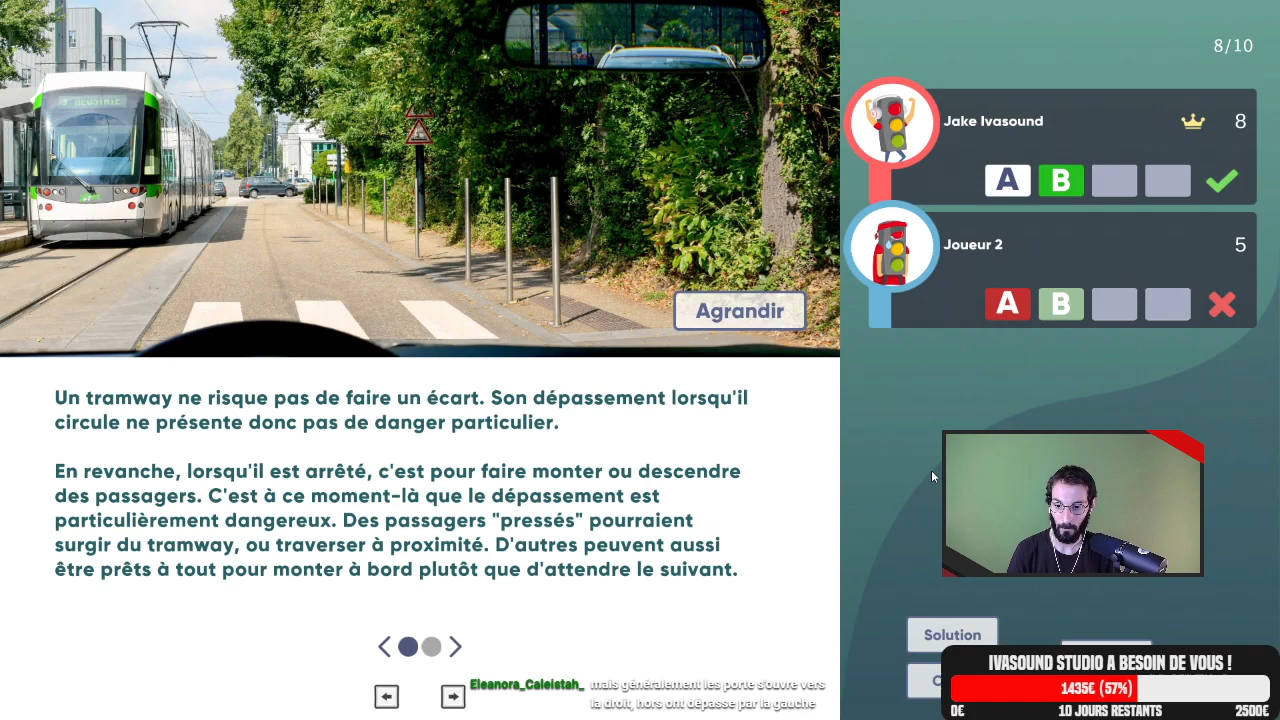 8/10
Jake Ivasound
8
A B
Joueur 2
5
A B
Agrandir
Un tramway ne risque pas de faire un écart. Son dépassement lorsqu'il
circule ne présente donc pas de danger particulier.
En revanche, lorsqu'il est arrêté, c'est pour faire monter ou descendre
des passagers. C'est à ce moment-là que le dépassement est
particulièrement dangereux. Des passagers "pressés" pourraient
surgir du tramway, ou traverser à proximité. D'autres peuvent aussi
être prêts à tout pour monter à bord plutôt que d'attendre le suivant.
Eleanora_Caleistah_ mais généralement les porte s'ouvre vers
la droit, hors ont dépasse par la gauche
Solution
IVASOUND STUDIO A BESOIN DE VOUS !
1435€ (57%)
0€ 10 JOURS RESTANTS 2500€